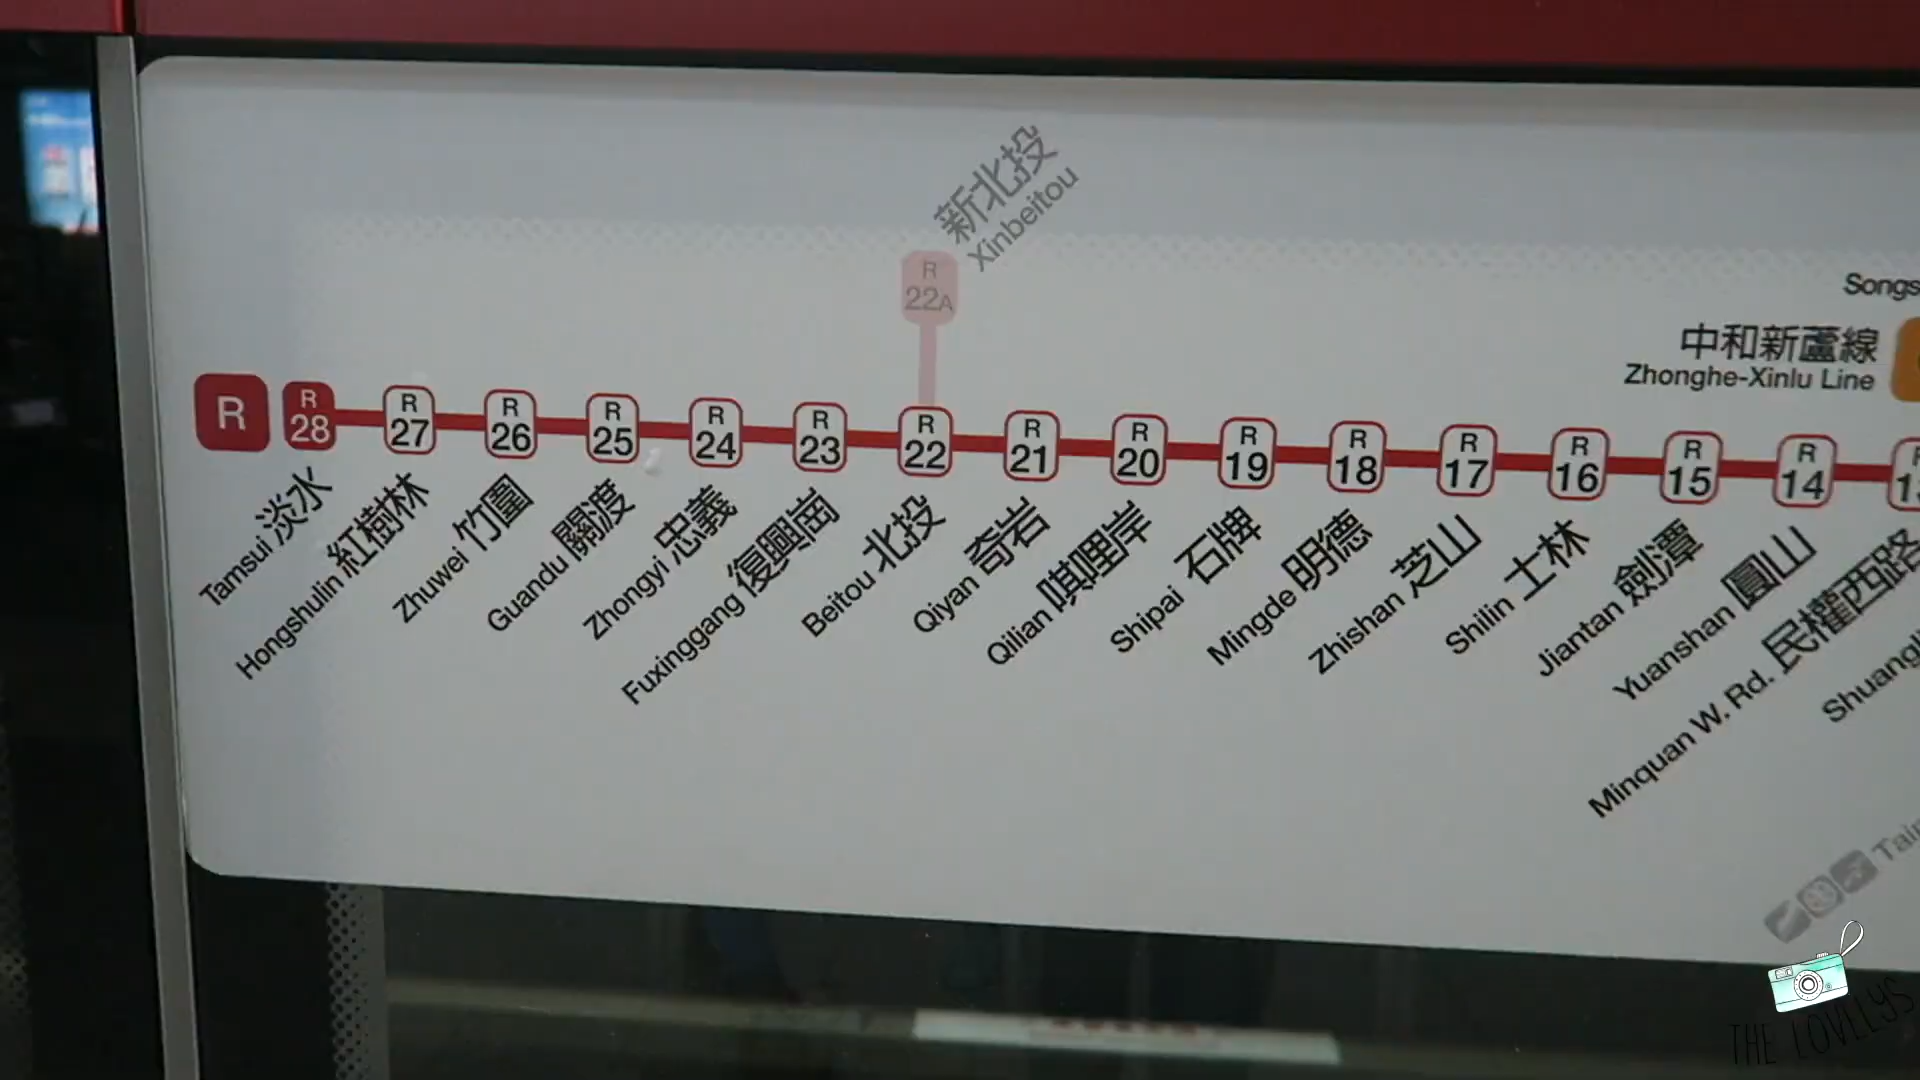 新北投
Xinbeitou
R
22A
Songs
中和新蘆線
Zhonghe-Xinlu Line
R
R
28
R
27
R
26
R
25
R
24
R
23
R
22
R
21
R
20
R
19
R
18
R
17
R
16
R
15
R
14
Tamsui 淡水
Hongshulin 紅樹林
Zhuwei 竹圍
Guandu 關渡
Zhongyi 忠義
Fuxinggang 復興崗
Beitou 北投
Qiyan 奇岩
Qilian 唭哩岸
Shipai 石牌
Mingde 明德
Zhishan 芝山
Shilin 士林
Jiantan 劍潭
Yuanshan 圓山
Minquan W. Rd. 民權西路
Shuangl
THE LOVELYS